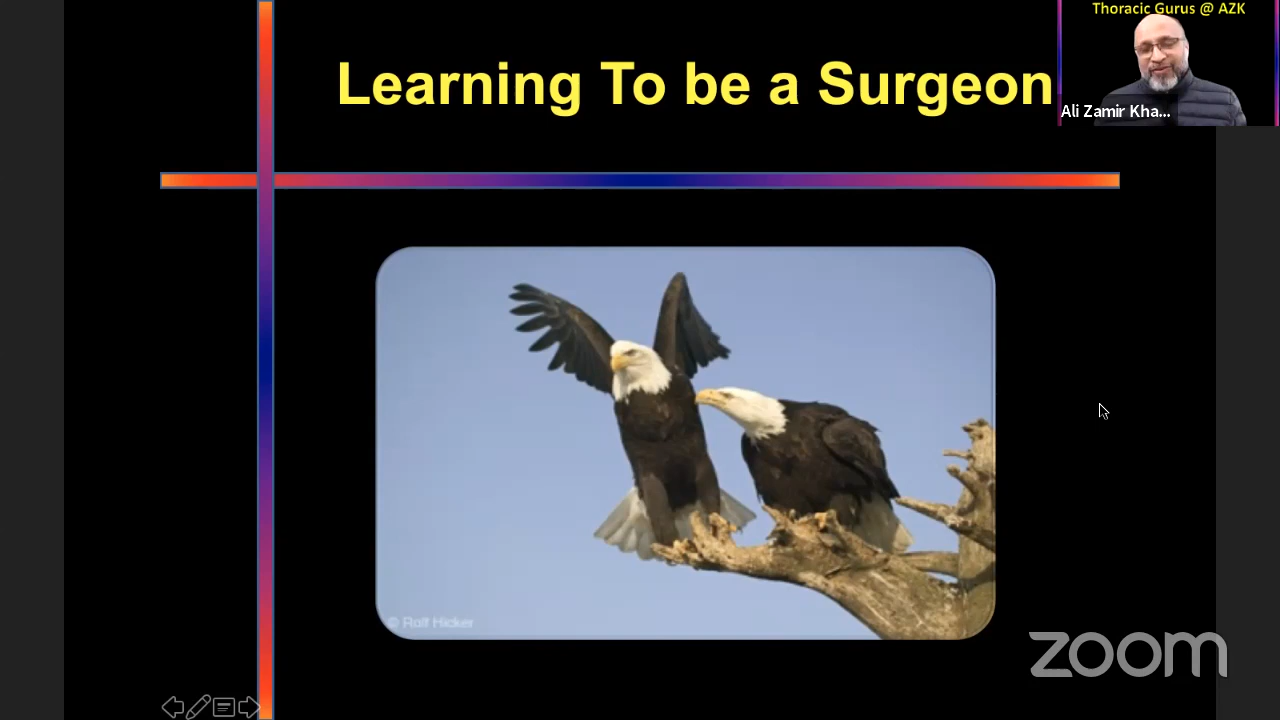 Thoracic Gurus @ AZK
Learning To be a Surgeon
Ali Zamir Kha...
© Rolf Hicker
zoom